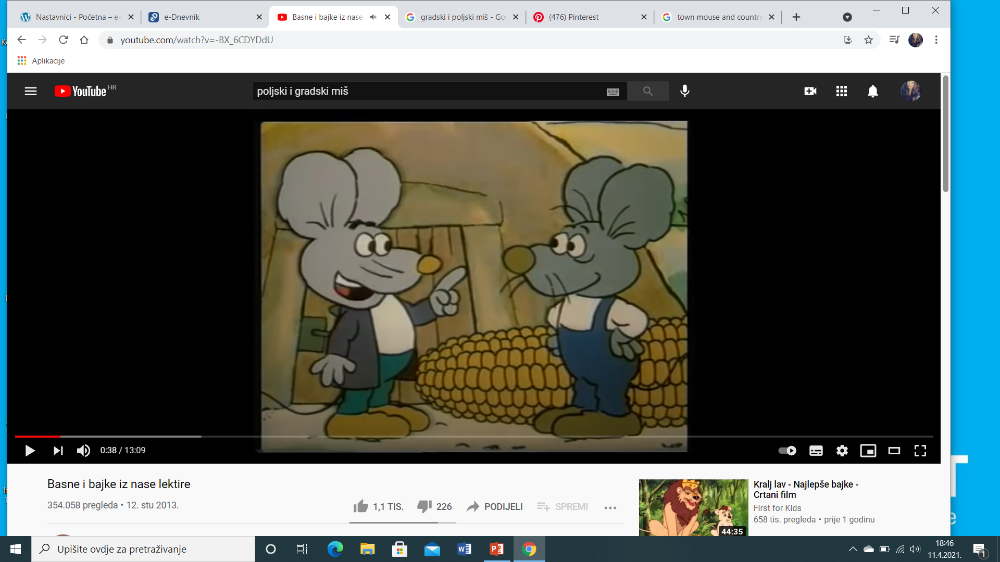 Nastavnici - Početna – e-
e-Dnevnik
Basne i bajke iz nase
gradski i poljski miš - Goo
(476) Pinterest
town mouse and country
youtube.com/watch?v=-BX_6CDYDdU
Aplikacije
YouTube HR
poljski i gradski miš
0:38 / 13:09
Basne i bajke iz nase lektire
354.058 pregleda • 12. stu 2013.
1,1 TIS.
226
PODIJELI
SPREMI
Kralj lav - Najlepše bajke -
Crtani film
First for Kids
658 tis. pregleda • prije 1 godinu
44:35
Upišite ovdje za pretraživanje
18:46
11.4.2021.
1